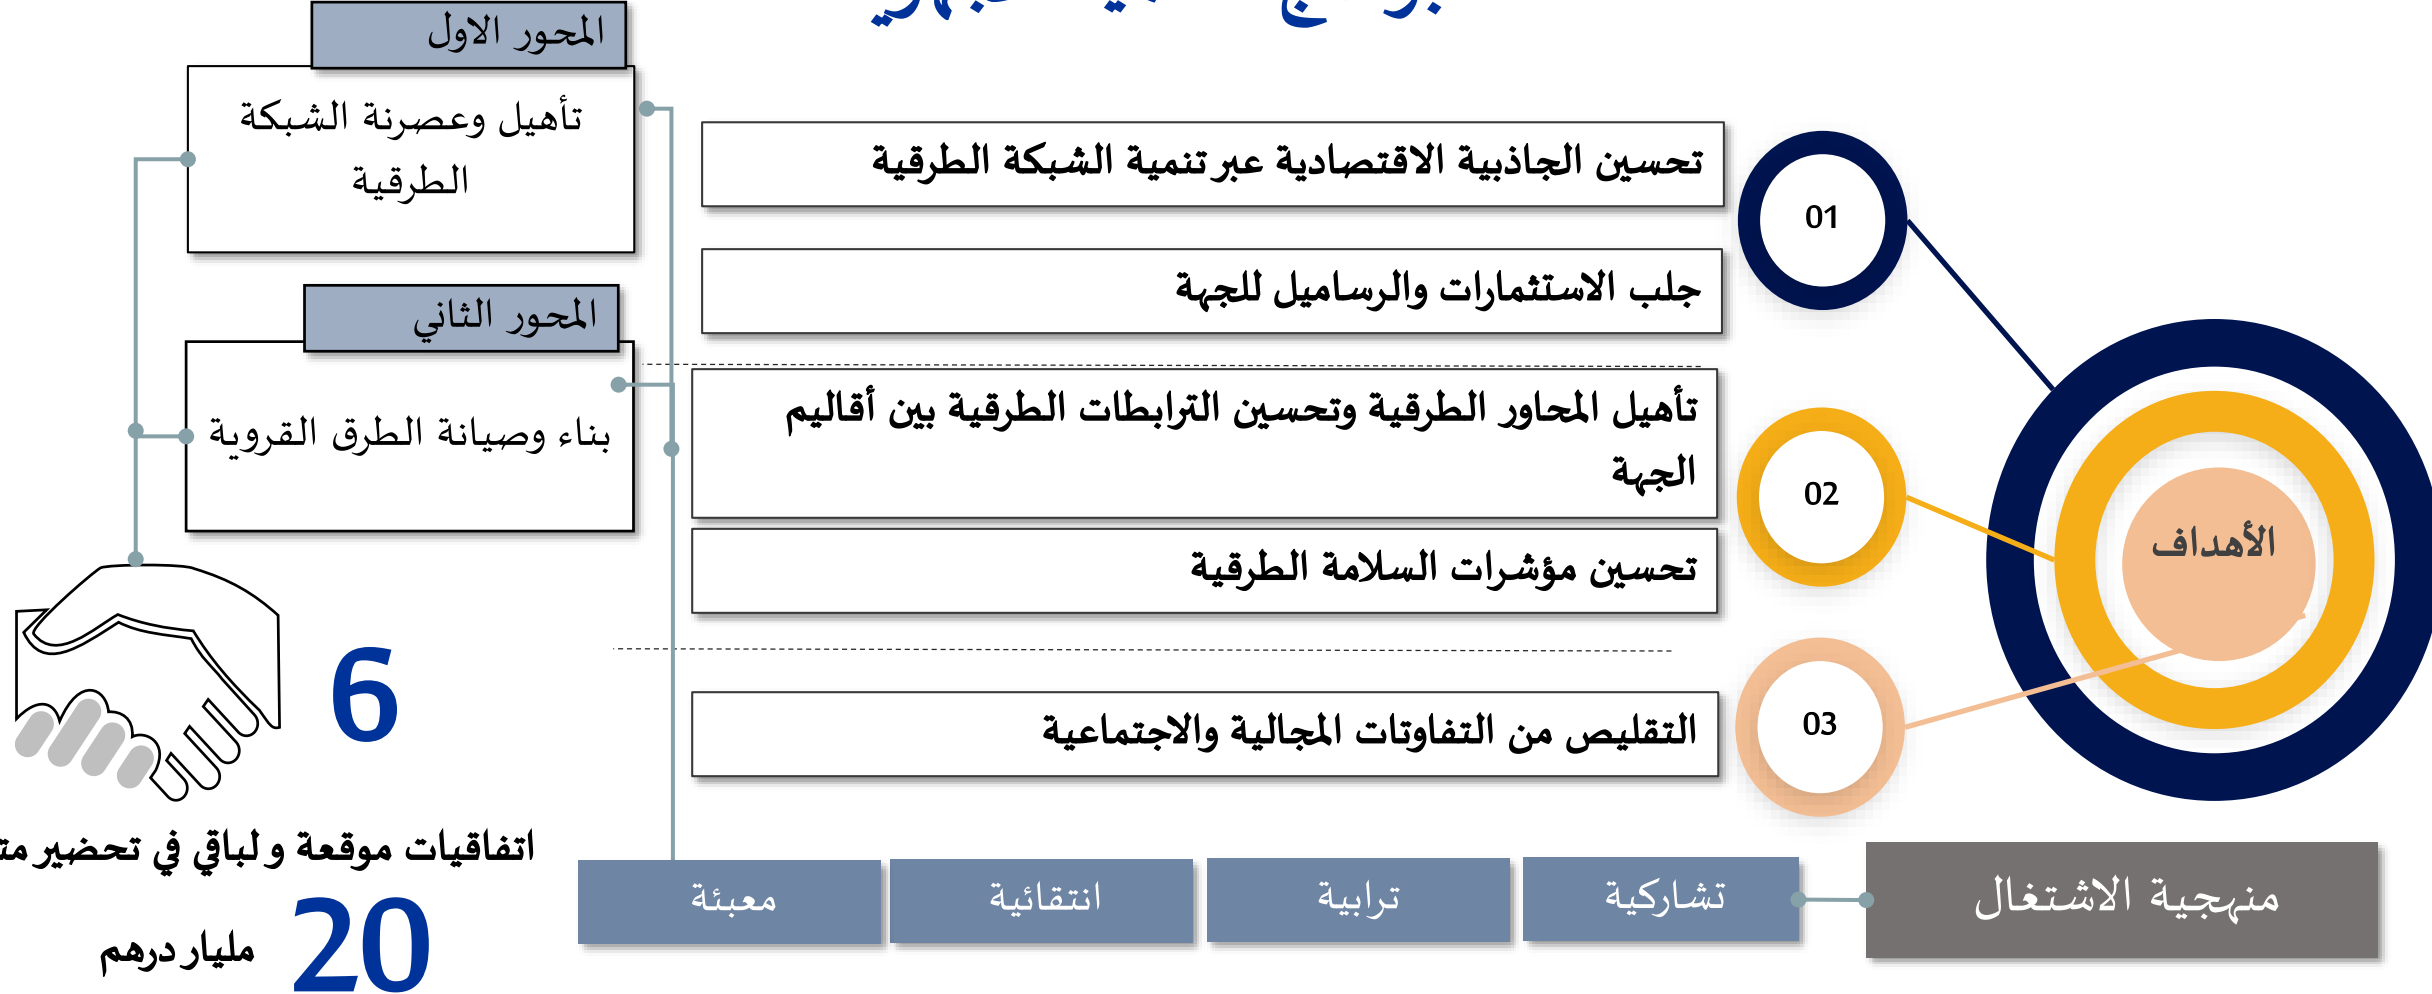 المحور الاول
تأهيل وعصرنة الشبكة
الطرقية
المحور الثاني
بناء وصيانة الطرق القروية
تحسين الجاذبية الاقتصادية عبر تنمية الشبكة الطرقية
جلب الاستثمارات والرساميل للجهة
01
تأهيل المحاور الطرقية وتحسين الترابطات الطرقية بين أقاليم
الجهة
تحسين مؤشرات السلامة الطرقية
02
التقليص من التفاوتات المجالية والاجتماعية
03
الأهداف
6
اتفاقيات موقعة و لباقي في تحضير
20 مليار درهم
منهجية الاشتغال
تشاركية
ترابية
انتقائية
معبئة